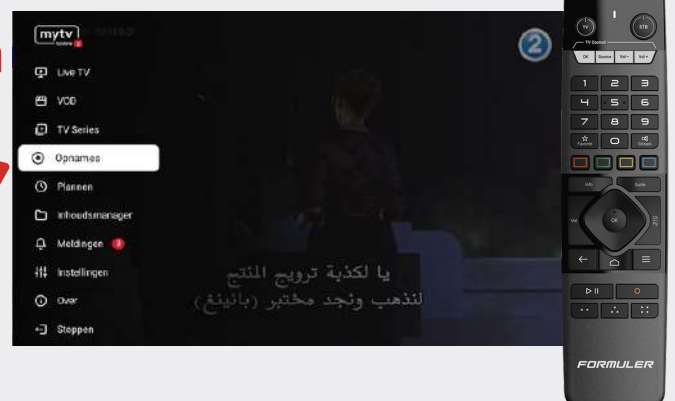 mytv
Live TV
VOD
TV Series
Opnames
Plannen
Inhoudsmanager
Meldingen 3
Instellingen
Over
Stoppen
2
يا لكذبة ترويج المنتج
لنذهب ونجد مختبر (بانينغ)
TV
STB
TV Control
OK Source Vol- Vol+
1 2 3
4 5 6
7 8 9
Favorite 0 Groups
Info Guide
Vol OK
FORMULER